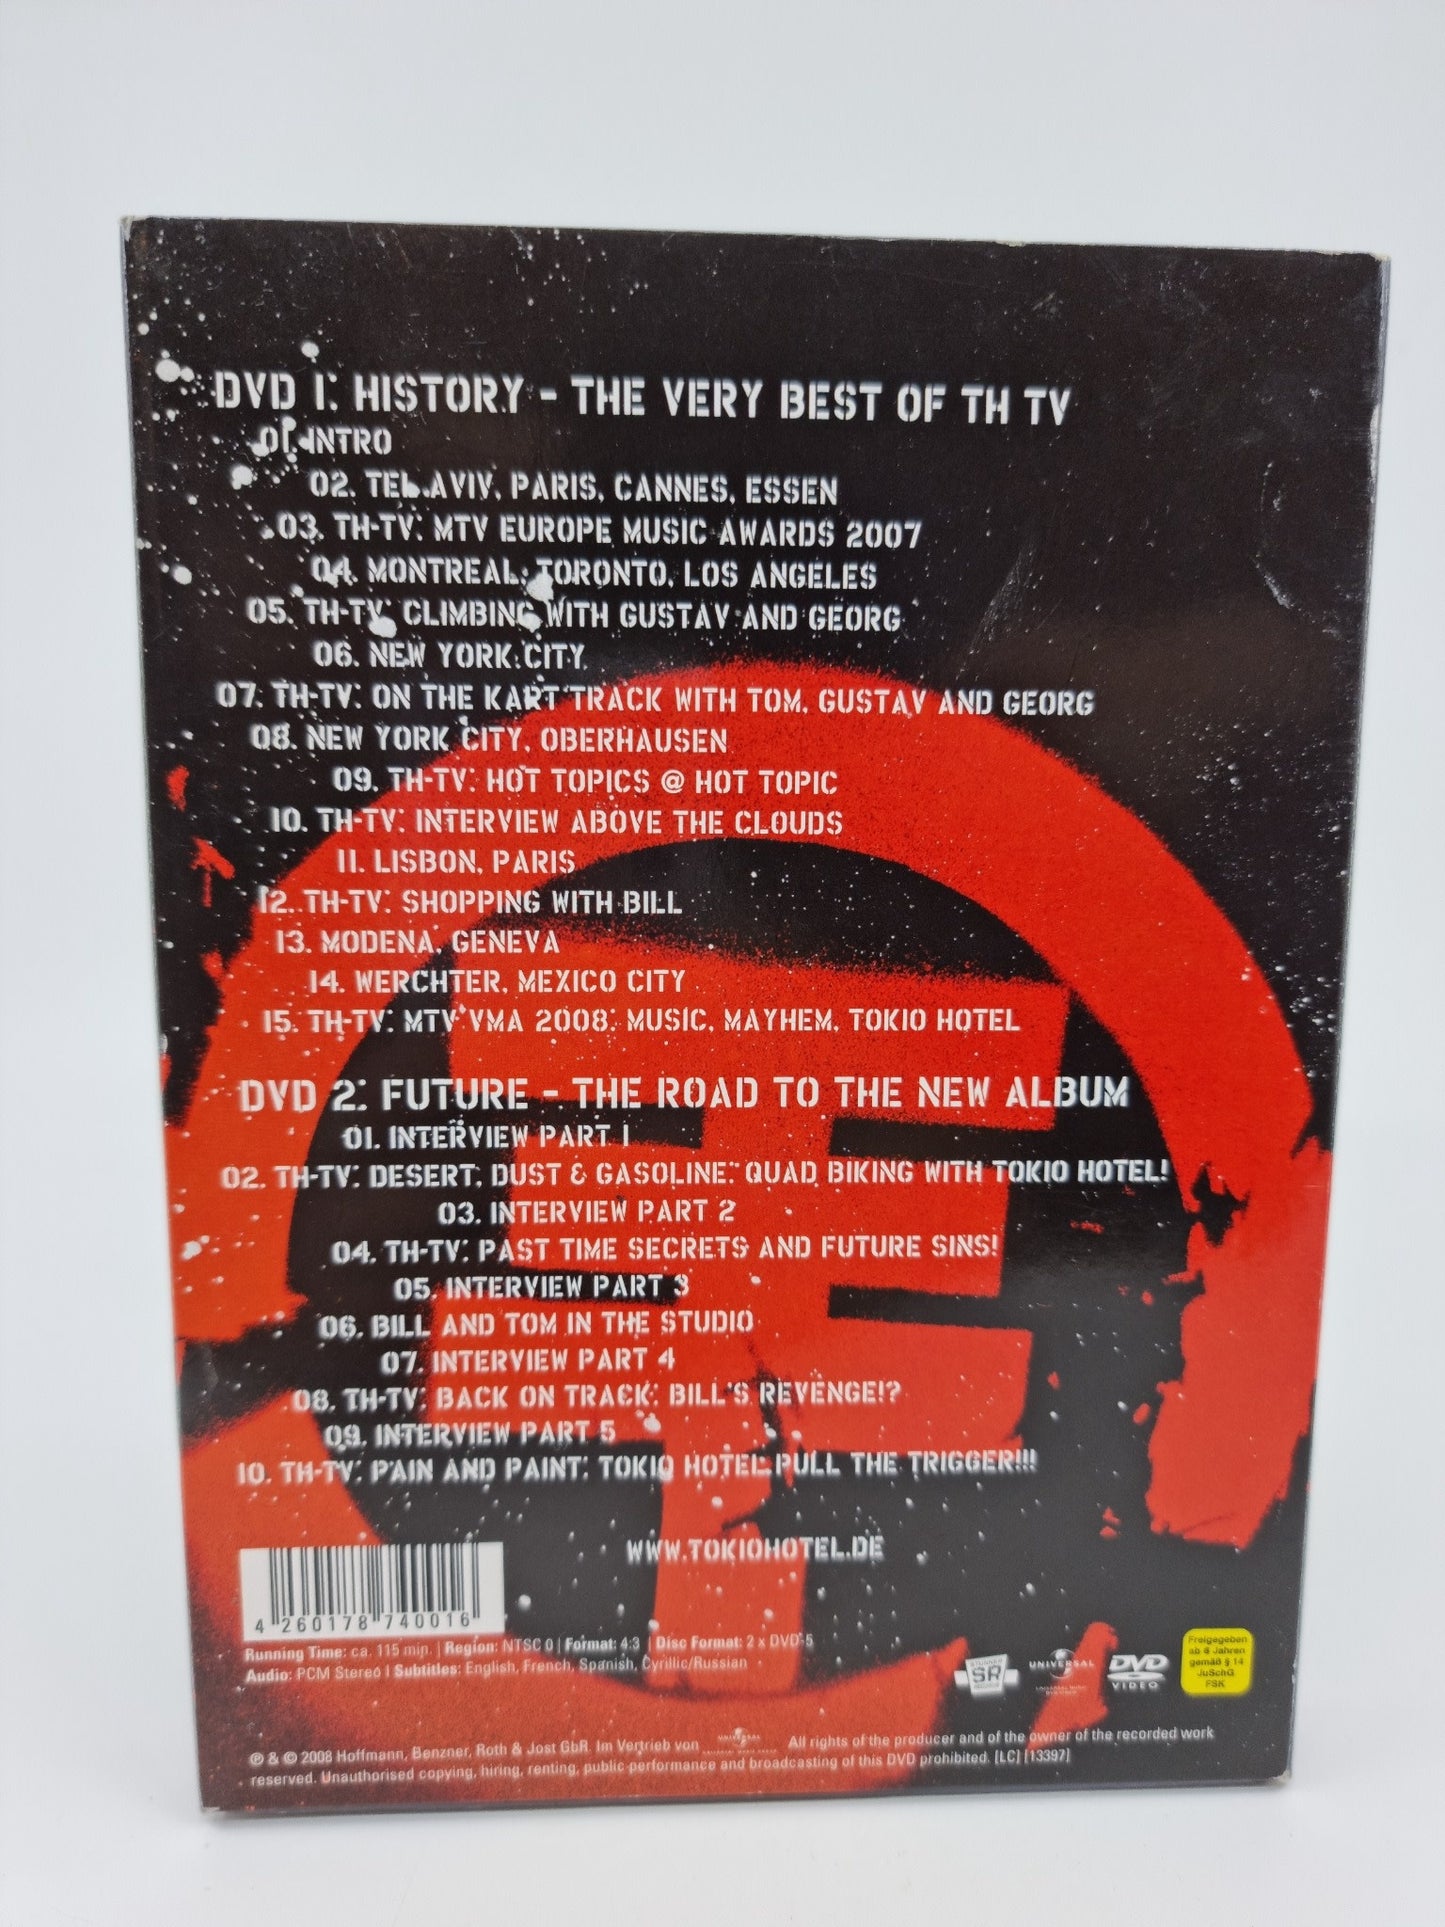 DVD 1: HISTORY - THE VERY BEST OF TH TV
01. INTRO
02. TEL AVIV, PARIS, CANNES, ESSEN
03. TH-TV: MTV EUROPE MUSIC AWARDS 2007
04. MONTREAL, TORONTO, LOS ANGELES
05. TH-TV: CLIMBING WITH GUSTAV AND GEORG
06. NEW YORK CITY
07. TH-TV: ON THE KART TRACK WITH TOM, GUSTAV AND GEORG
08. NEW YORK CITY, OBERHAUSEN
09. TH-TV: HOT TOPICS @ HOT TOPIC
10. TH-TV: INTERVIEW ABOVE THE CLOUDS
11. LISBON, PARIS
12. TH-TV: SHOPPING WITH BILL
13. MODENA, GENEVA
14. WERCHTER, MEXICO CITY
15. TH-TV: MTV VMA 2008: MUSIC, MAYHEM, TOKIO HOTEL
DVD 2: FUTURE - THE ROAD TO THE NEW ALBUM
01. INTERVIEW PART 1
02. TH-TV: DESERT, DUST & GASOLINE: QUAD BIKING WITH TOKIO HOTEL!
03. INTERVIEW PART 2
04. TH-TV: PAST TIME SECRETS AND FUTURE SINS!
05. INTERVIEW PART 3
06. BILL AND TOM IN THE STUDIO
07. INTERVIEW PART 4
08. TH-TV: BACK ON TRACK: BILL'S REVENGE!?
09. INTERVIEW PART 5
10. TH-TV: PAIN AND PAINT: TOKIO HOTEL PULL THE TRIGGER!!!
WWW.TOKIOHOTEL.DE
4 260178 740016
Running Time: ca. 115 min. | Region: NTSC 0 | Format: 4:3 | Disc Format: 2 x DVD-5
Audio: PCM Stereo | Subtitles: English, French, Spanish, Cyrillic/Russian
SR
UNIVERSAL
DVD VIDEO
Freigegeben
ab 6 Jahren
gemäß § 14
JuSchG
FSK
℗ & © 2008 Hoffmann, Benzner, Roth & Jost GbR. Im Vertrieb von UNIVERSAL All rights of the producer and of the owner of the recorded work
reserved. Unauthorised copying, hiring, renting, public performance and broadcasting of this DVD prohibited. [LC] [13397]